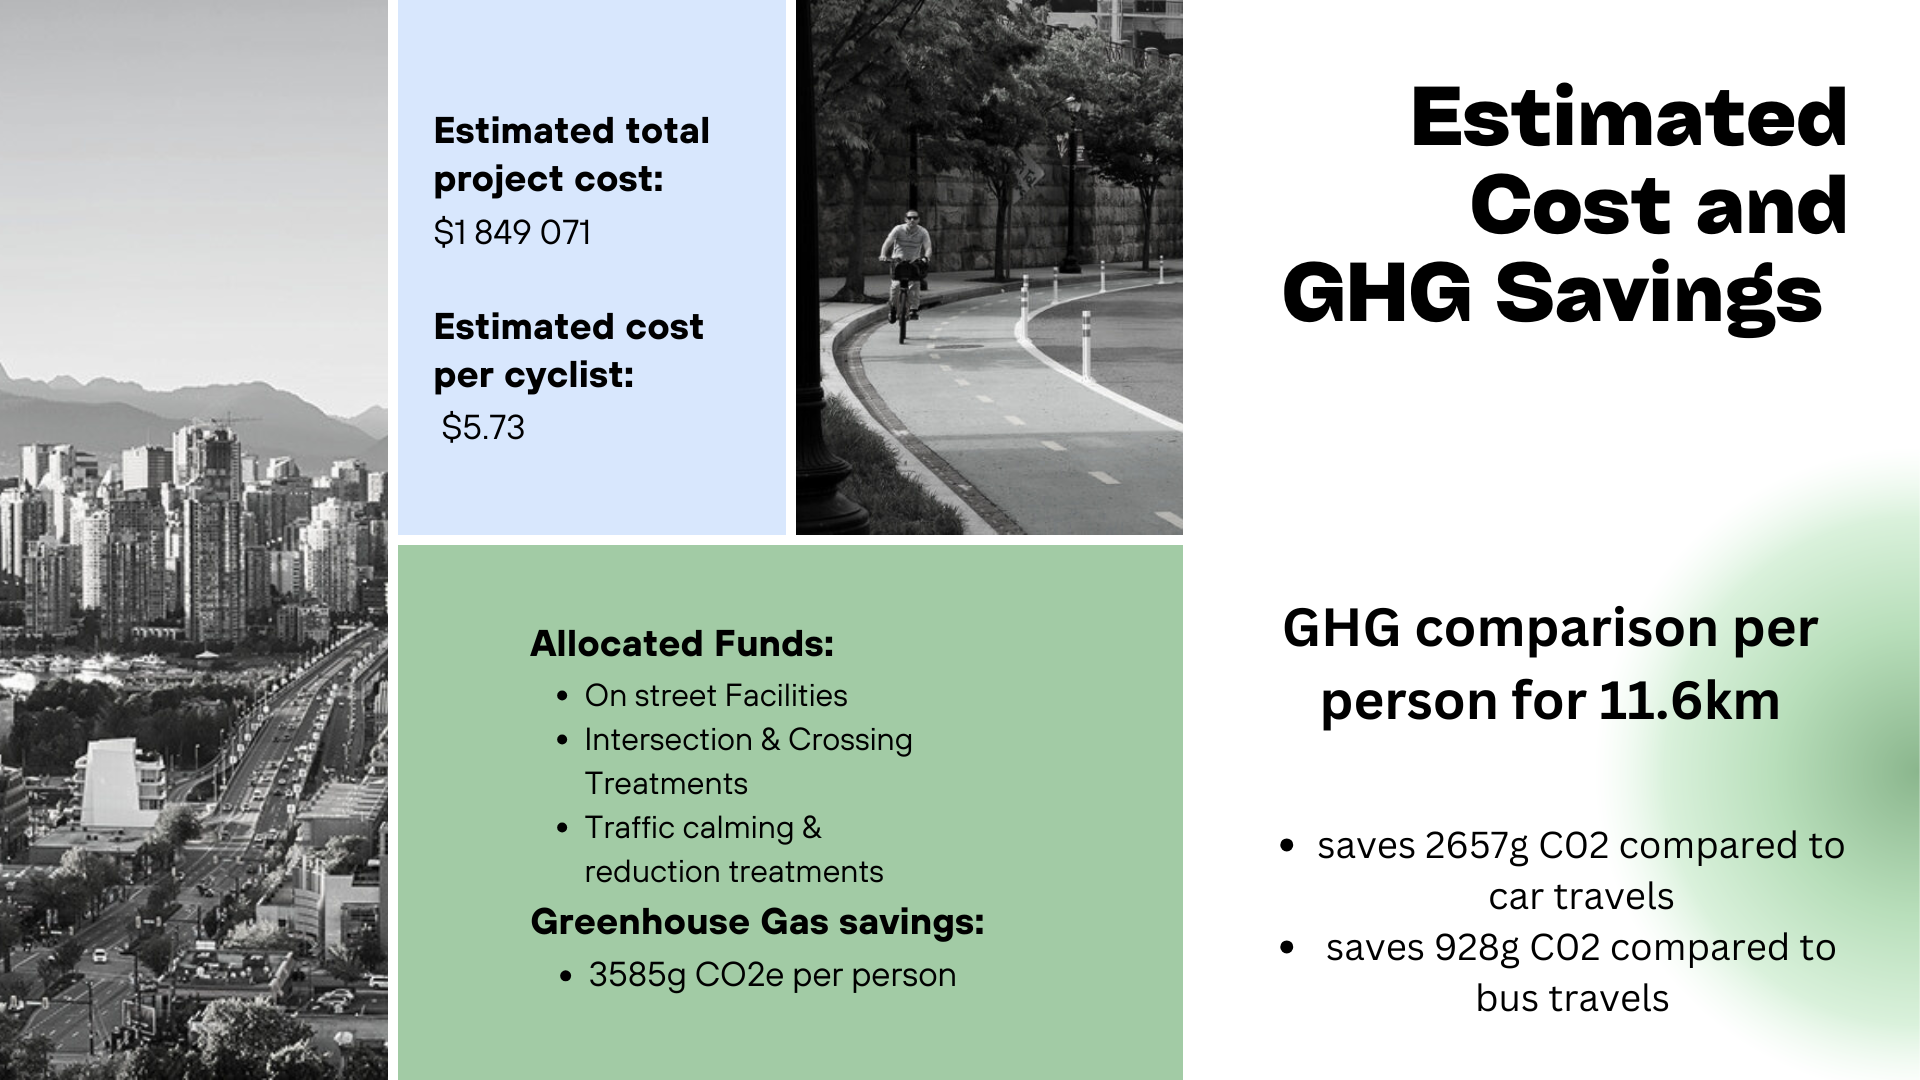 Estimated total
project cost:
$1 849 071
Estimated cost
per cyclist:
$5.73
Estimated
Cost and
GHG Savings
Allocated Funds:
• On street Facilities
• Intersection & Crossing
Treatments
• Traffic calming &
reduction treatments
Greenhouse Gas savings:
• 3585g CO2e per person
GHG comparison per
person for 11.6km
• saves 2657g C02 compared to
car travels
• saves 928g C02 compared to
bus travels